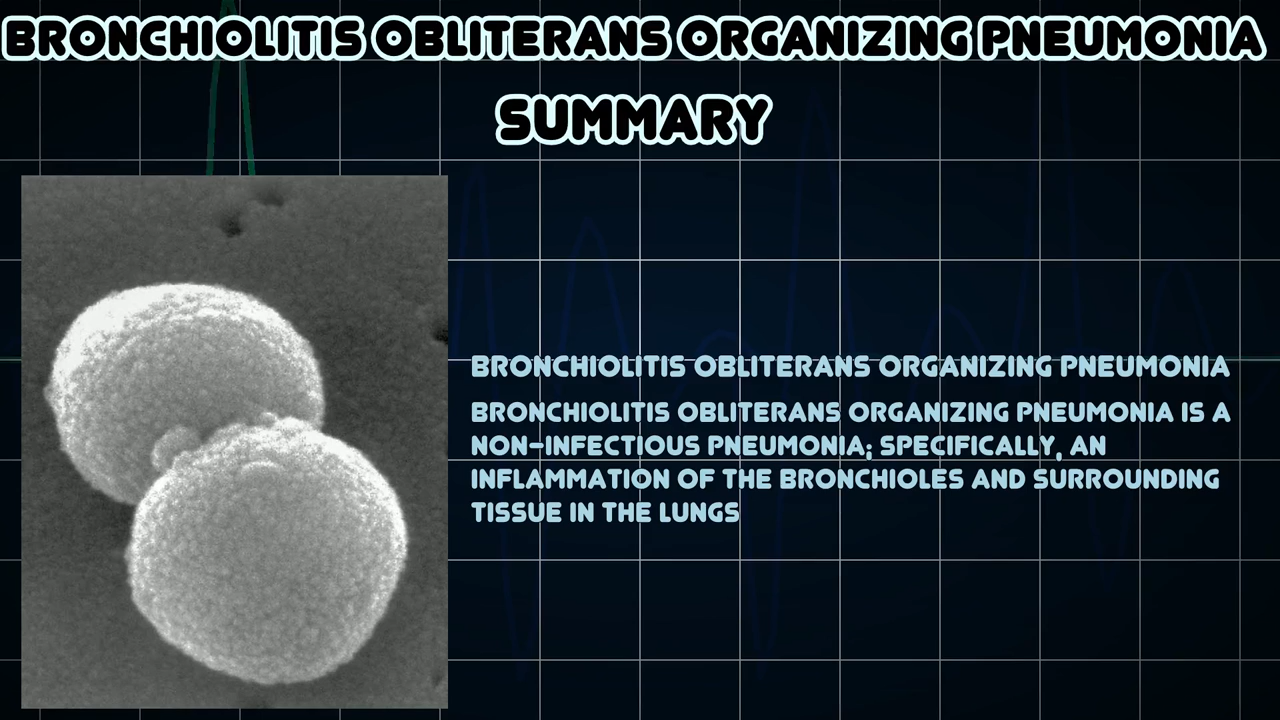 BRONCHIOLITIS OBLITERANS ORGANIZING PNEUMONIA
SUMMARY
BRONCHIOLITIS OBLITERANS ORGANIZING PNEUMONIA
BRONCHIOLITIS OBLITERANS ORGANIZING PNEUMONIA IS A
NON-INFECTIOUS PNEUMONIA; SPECIFICALLY, AN
INFLAMMATION OF THE BRONCHIOLES AND SURROUNDING
TISSUE IN THE LUNGS